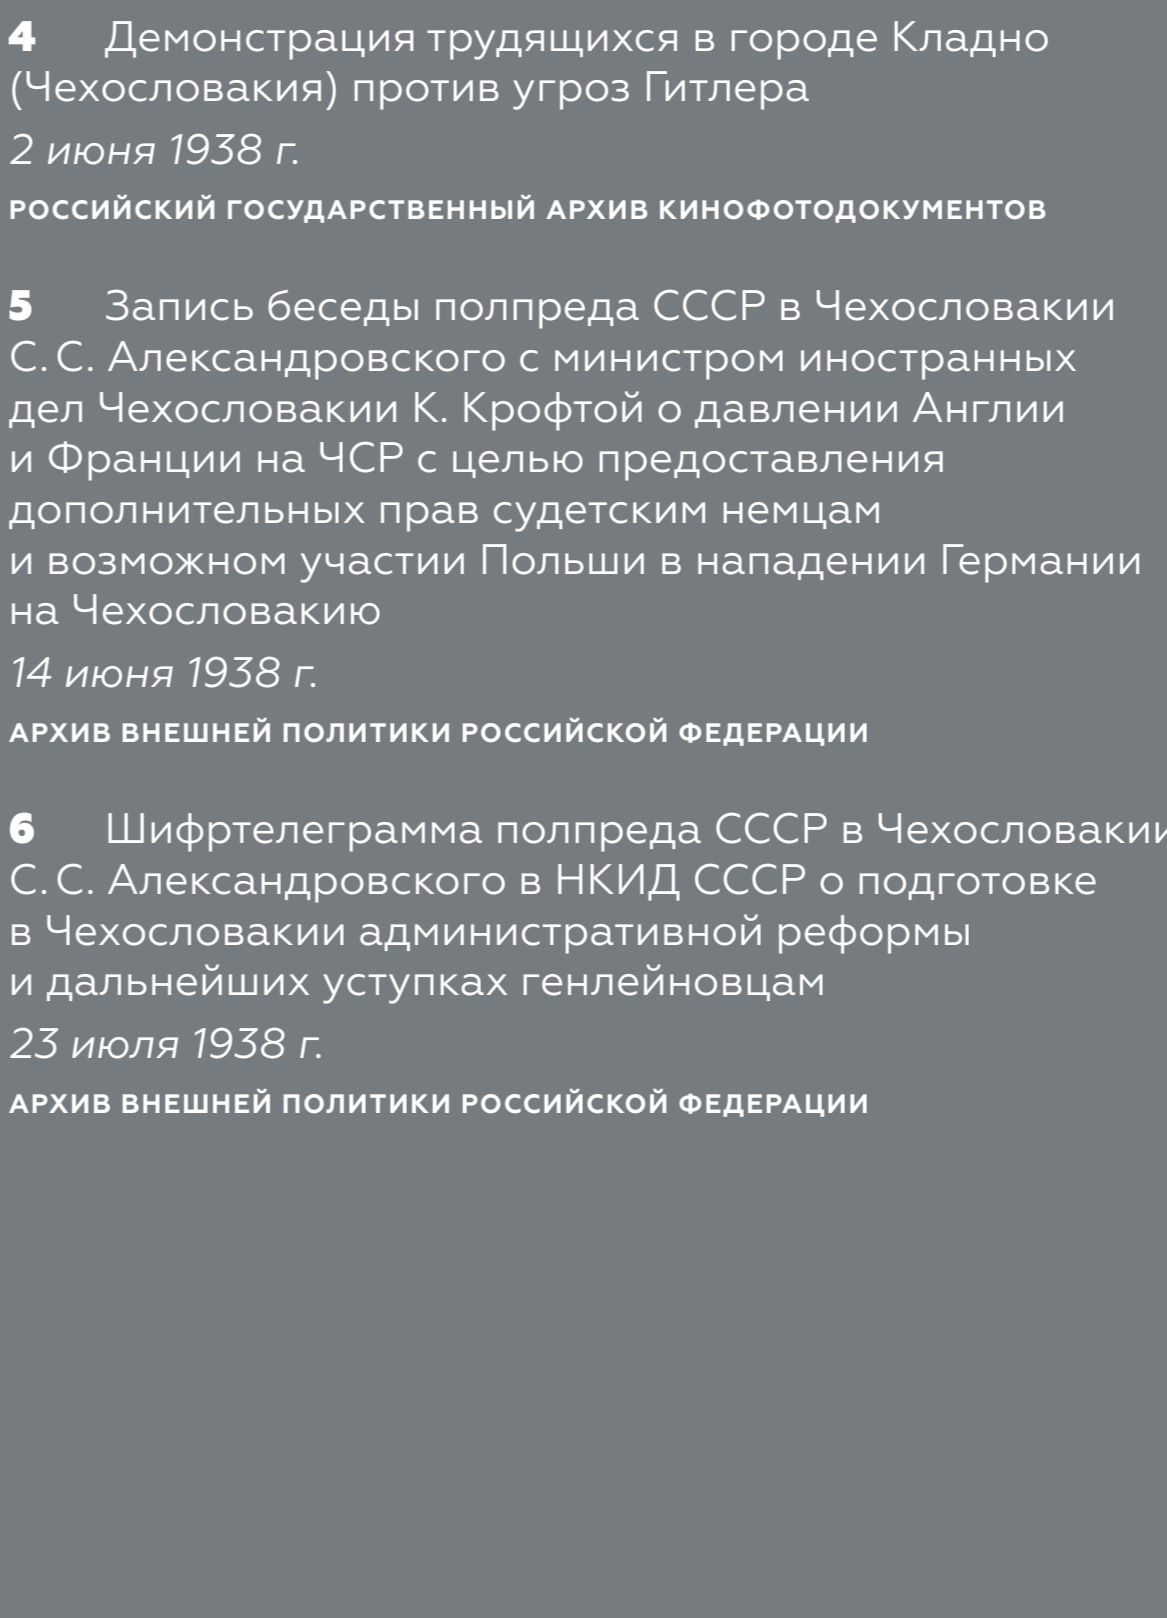 4 Демонстрация трудящихся в городе Кладно
(Чехословакия) против угроз Гитлера
2 июня 1938 г.
РОССИЙСКИЙ ГОСУДАРСТВЕННЫЙ АРХИВ КИНОФОТОДОКУМЕНТОВ
5 Запись беседы полпреда СССР в Чехословакии
С. С. Александровского с министром иностранных
дел Чехословакии К. Крофтой о давлении Англии
и Франции на ЧСР с целью предоставления
дополнительных прав судетским немцам
и возможном участии Польши в нападении Германии
на Чехословакию
14 июня 1938 г.
АРХИВ ВНЕШНЕЙ ПОЛИТИКИ РОССИЙСКОЙ ФЕДЕРАЦИИ
6 Шифртелеграмма полпреда СССР в Чехословакии
С. С. Александровского в НКИД СССР о подготовке
в Чехословакии административной реформы
и дальнейших уступках генлейновцам
23 июля 1938 г.
АРХИВ ВНЕШНЕЙ ПОЛИТИКИ РОССИЙСКОЙ ФЕДЕРАЦИИ